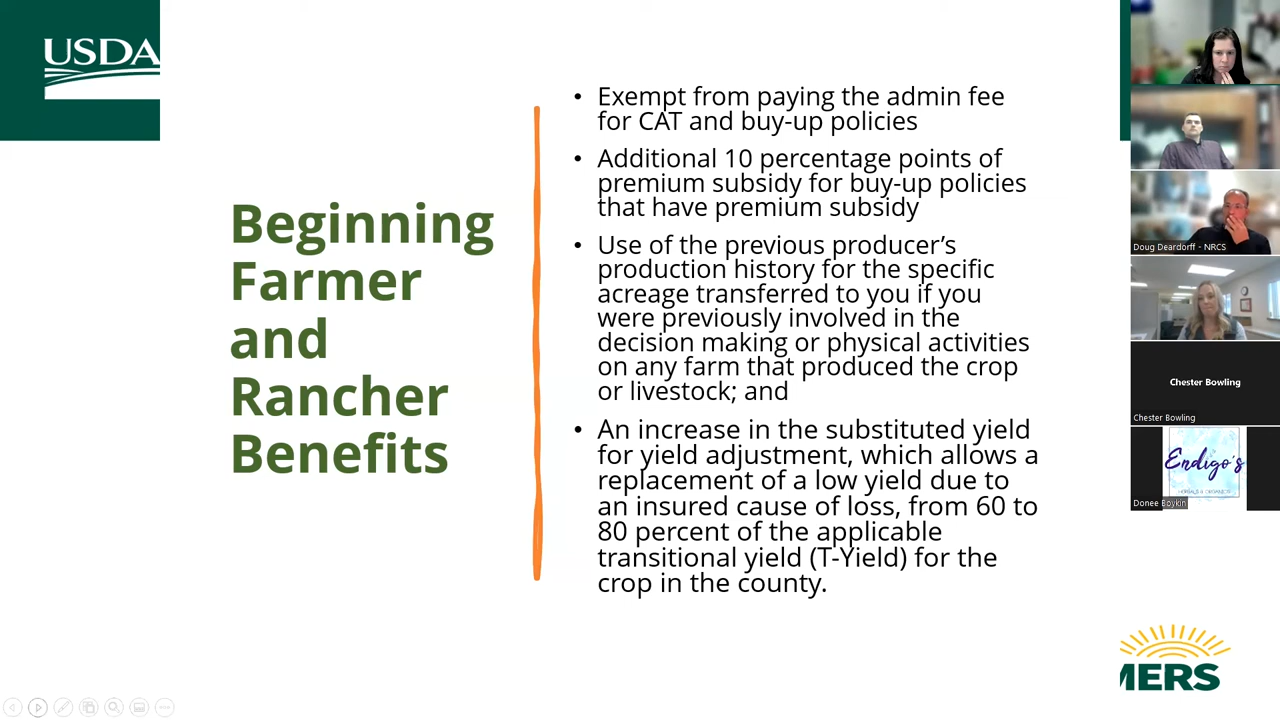 USDA
Beginning
Farmer
and
Rancher
Benefits
• Exempt from paying the admin fee
for CAT and buy-up policies
• Additional 10 percentage points of
premium subsidy for buy-up policies
that have premium subsidy
• Use of the previous producer’s
production history for the specific
acreage transferred to you if you
were previously involved in the
decision making or physical activities
on any farm that produced the crop
or livestock; and
• An increase in the substituted yield
for yield adjustment, which allows a
replacement of a low yield due to
an insured cause of loss, from 60 to
80 percent of the applicable
transitional yield (T-Yield) for the
crop in the county.
Doug Deardorff - NRCS
Chester Bowling
Chester Bowling
Endigo's
Donee Boykin
MERS